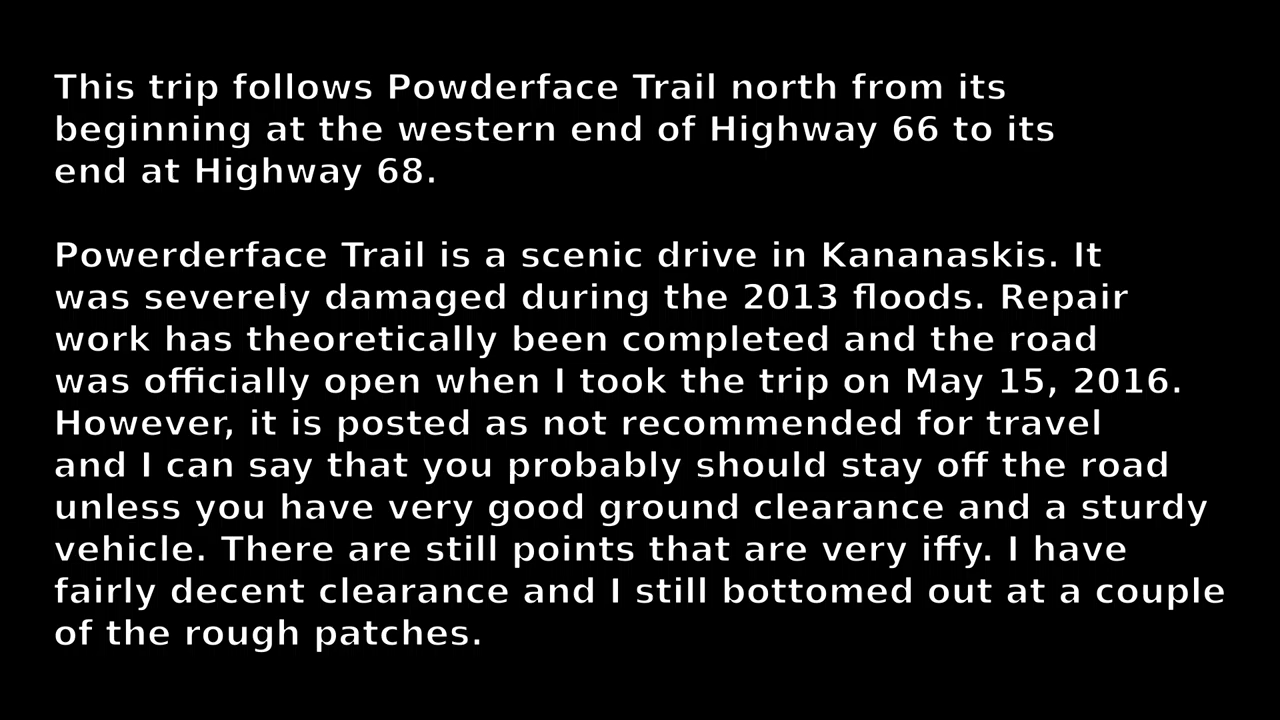 This trip follows Powderface Trail north from its
beginning at the western end of Highway 66 to its
end at Highway 68.
Powerderface Trail is a scenic drive in Kananaskis. It
was severely damaged during the 2013 floods. Repair
work has theoretically been completed and the road
was officially open when I took the trip on May 15, 2016.
However, it is posted as not recommended for travel
and I can say that you probably should stay off the road
unless you have very good ground clearance and a sturdy
vehicle. There are still points that are very iffy. I have
fairly decent clearance and I still bottomed out at a couple
of the rough patches.